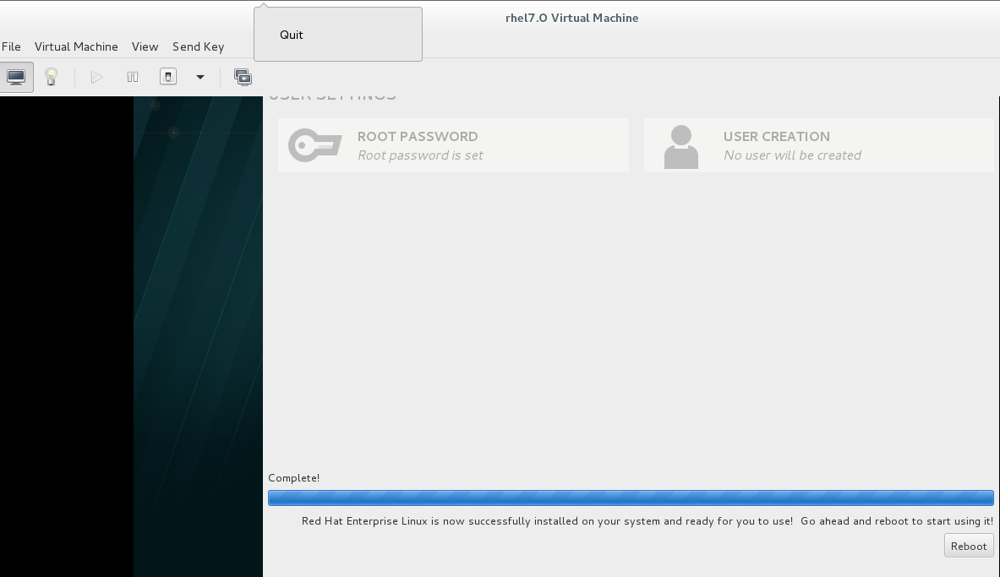 rhel7.0 Virtual Machine
Quit
File Virtual Machine View Send Key
USER SETTINGS
ROOT PASSWORD
Root password is set
USER CREATION
No user will be created
Complete!
Red Hat Enterprise Linux is now successfully installed on your system and ready for you to use! Go ahead and reboot to start using it!
Reboot